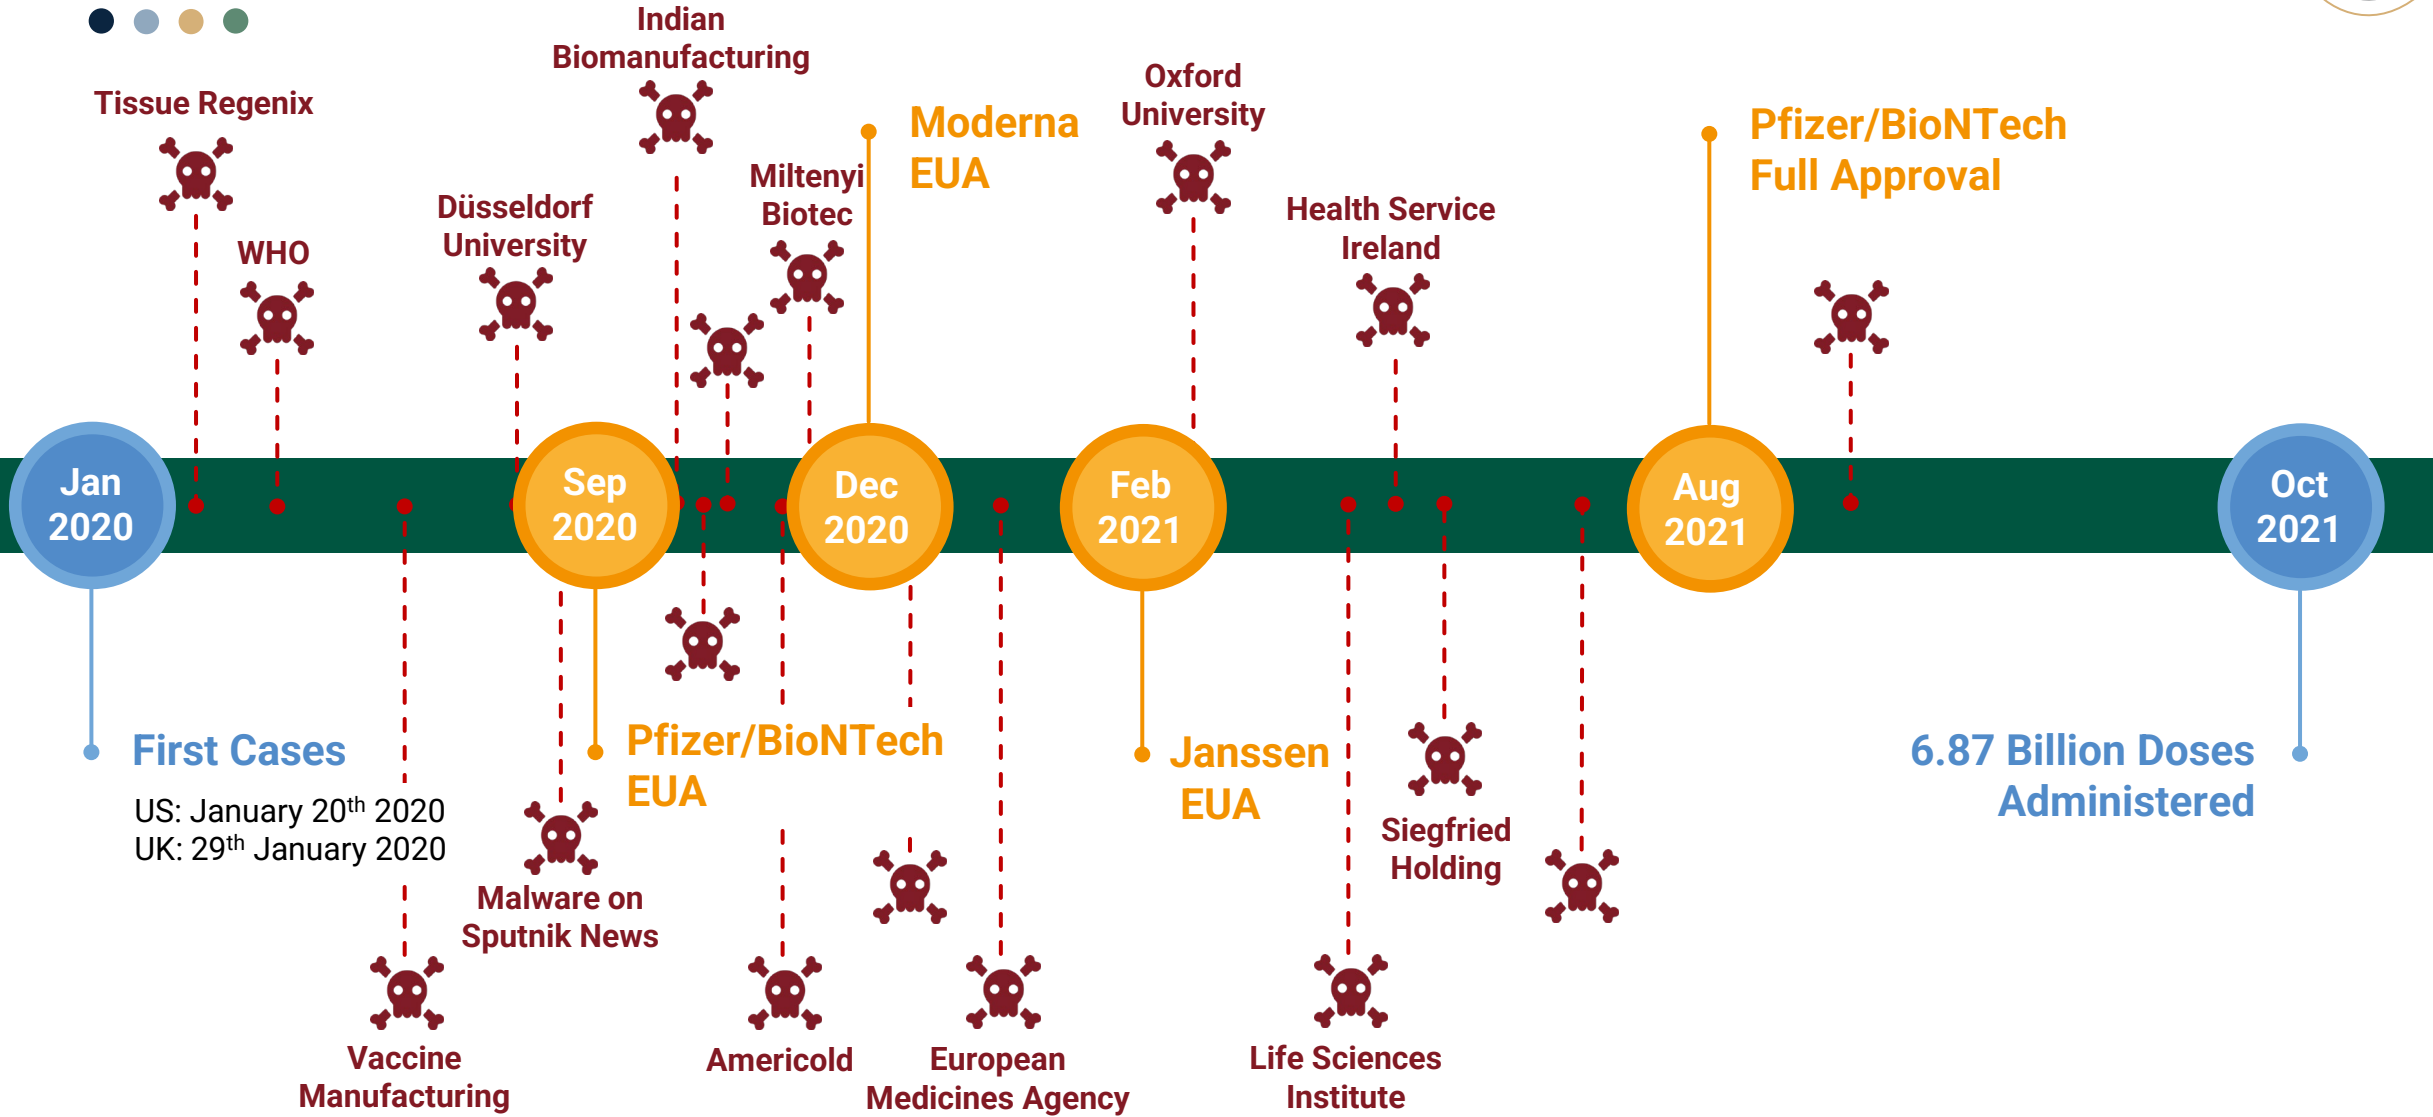 Indian
Biomanufacturing
Tissue Regenix
WHO
Düsseldorf
University
Miltenyi
Biotec
Moderna
EUA
Oxford
University
Health Service
Ireland
Pfizer/BioNTech
Full Approval
Jan
2020
Sep
2020
Dec
2020
Feb
2021
Aug
2021
Oct
2021
First Cases
US: January 20th 2020
UK: 29th January 2020
Pfizer/BioNTech
EUA
Janssen
EUA
6.87 Billion Doses
Administered
Malware on
Sputnik News
Siegfried
Holding
Vaccine
Manufacturing
Americold
European
Medicines Agency
Life Sciences
Institute